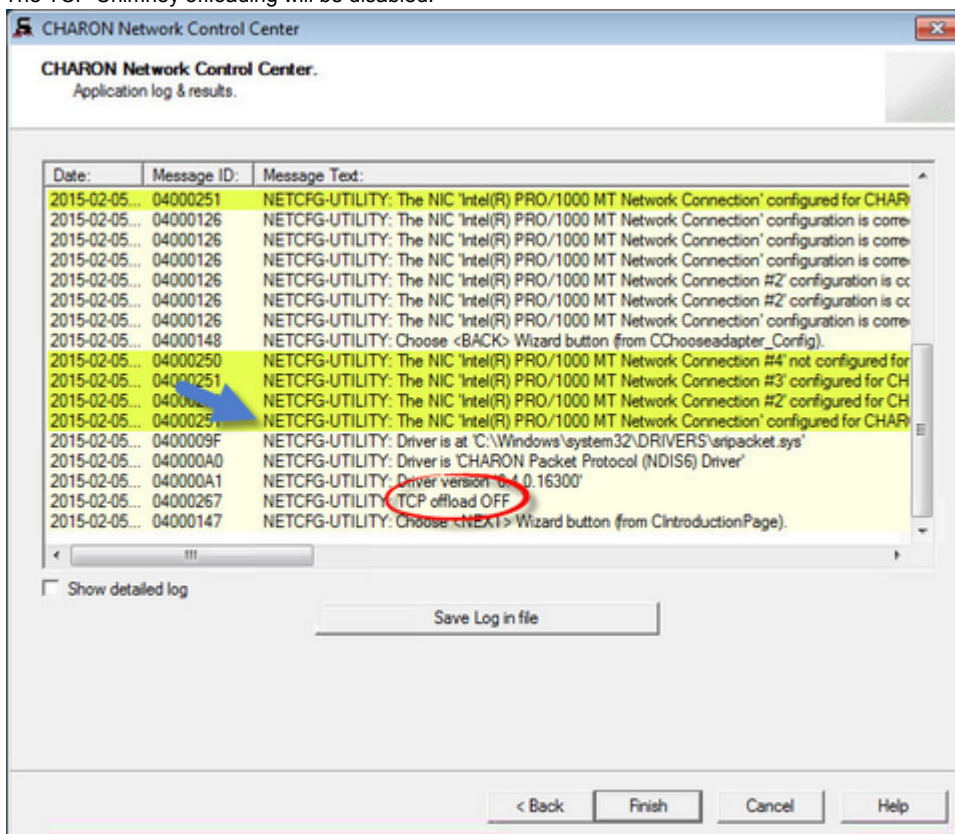 The TCP Chimney offloading will be disabled.
CHARON Network Control Center
CHARON Network Control Center.
Application log & results.
Date: Message ID: Message Text:
2015-02-05... 04000251 NETCFG-UTILITY: The NIC 'Intel(R) PRO/1000 MT Network Connection' configured for CHAR
2015-02-05... 04000126 NETCFG-UTILITY: The NIC 'Intel(R) PRO/1000 MT Network Connection' configuration is corre
2015-02-05... 04000126 NETCFG-UTILITY: The NIC 'Intel(R) PRO/1000 MT Network Connection' configuration is corre
2015-02-05... 04000126 NETCFG-UTILITY: The NIC 'Intel(R) PRO/1000 MT Network Connection' configuration is corre
2015-02-05... 04000126 NETCFG-UTILITY: The NIC 'Intel(R) PRO/1000 MT Network Connection #2' configuration is cc
2015-02-05... 04000126 NETCFG-UTILITY: The NIC 'Intel(R) PRO/1000 MT Network Connection #2' configuration is cc
2015-02-05... 04000126 NETCFG-UTILITY: The NIC 'Intel(R) PRO/1000 MT Network Connection' configuration is corre
2015-02-05... 04000148 NETCFG-UTILITY: Choose <BACK> Wizard button (from CChooseadapter_Config).
2015-02-05... 04000250 NETCFG-UTILITY: The NIC 'Intel(R) PRO/1000 MT Network Connection #4' not configured for
2015-02-05... 04000251 NETCFG-UTILITY: The NIC 'Intel(R) PRO/1000 MT Network Connection #3' configured for CH
2015-02-05... NETCFG-UTILITY: The NIC 'Intel(R) PRO/1000 MT Network Connection #2' configured for CH
2015-02-05... 04000251 NETCFG-UTILITY: The NIC 'Intel(R) PRO/1000 MT Network Connection' configured for CHAR
2015-02-05... 0400009F NETCFG-UTILITY: Driver is at 'C:\Windows\system32\DRIVERS\sripacket.sys'
2015-02-05... 040000A0 NETCFG-UTILITY: Driver is 'CHARON Packet Protocol (NDIS6) Driver'
2015-02-05... 040000A1 NETCFG-UTILITY: Driver version '6.4.0.16300'
2015-02-05... 04000267 NETCFG-UTILITY: TCP offload OFF
2015-02-05... 04000147 NETCFG-UTILITY: Choose <NEXT> Wizard button (from CIntroductionPage).
Show detailed log
Save Log in file
< Back Finish Cancel Help